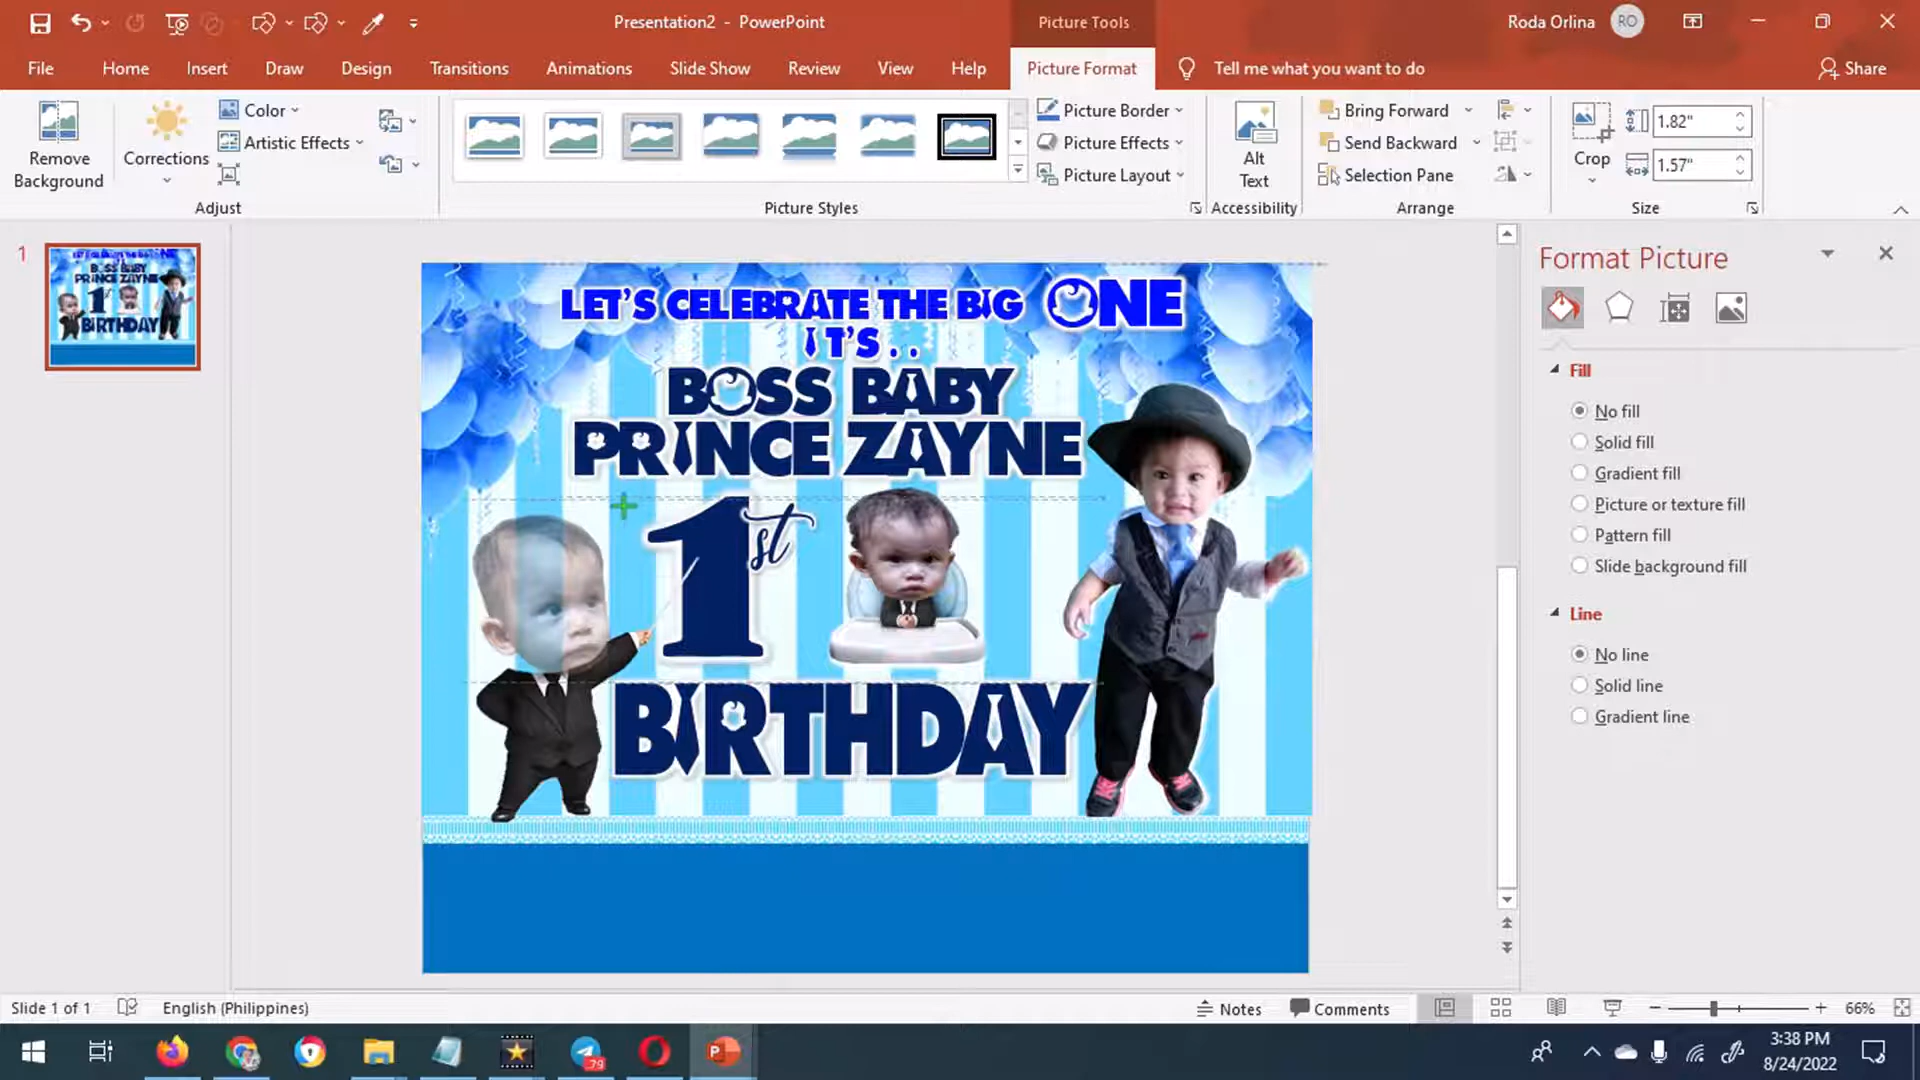 Presentation2 - PowerPoint
Picture Tools
Roda Orlina
RO
File Home Insert Draw Design Transitions Animations Slide Show Review View Help Picture Format Tell me what you want to do Share
Remove Background
Corrections
Color
Artistic Effects
Adjust
Picture Styles
Picture Border
Picture Effects
Picture Layout
Alt Text
Accessibility
Bring Forward
Send Backward
Selection Pane
Arrange
Crop
1.82"
1.57"
Size
1
LET'S CELEBRATE THE BIG ONE
IT'S . .
BOSS BABY
PRINCE ZAYNE
1st
BIRTHDAY
Format Picture
Fill
No fill
Solid fill
Gradient fill
Picture or texture fill
Pattern fill
Slide background fill
Line
No line
Solid line
Gradient line
Slide 1 of 1
English (Philippines)
Notes
Comments
66%
79
3:38 PM
8/24/2022